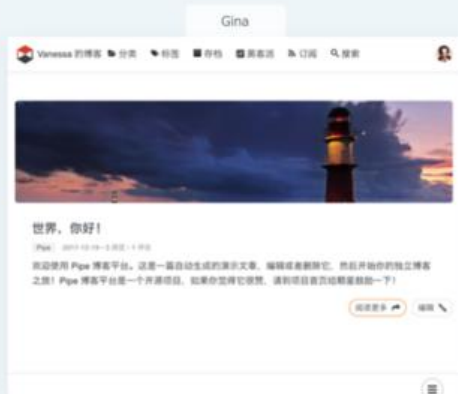 Gina
Vanessa 的博客 分类 标签 存档 黑客派 订阅 搜索
世界，你好！
Pipe 2017-12-19
欢迎使用 Pipe 博客平台。这是一篇自动生成的演示文章，编辑或者删除它，然后开始你的独立博客
之旅！Pipe 博客平台是一个开源项目，如果你觉得它很赞，请到项目首页给颗星鼓励一下！
阅读更多
编辑